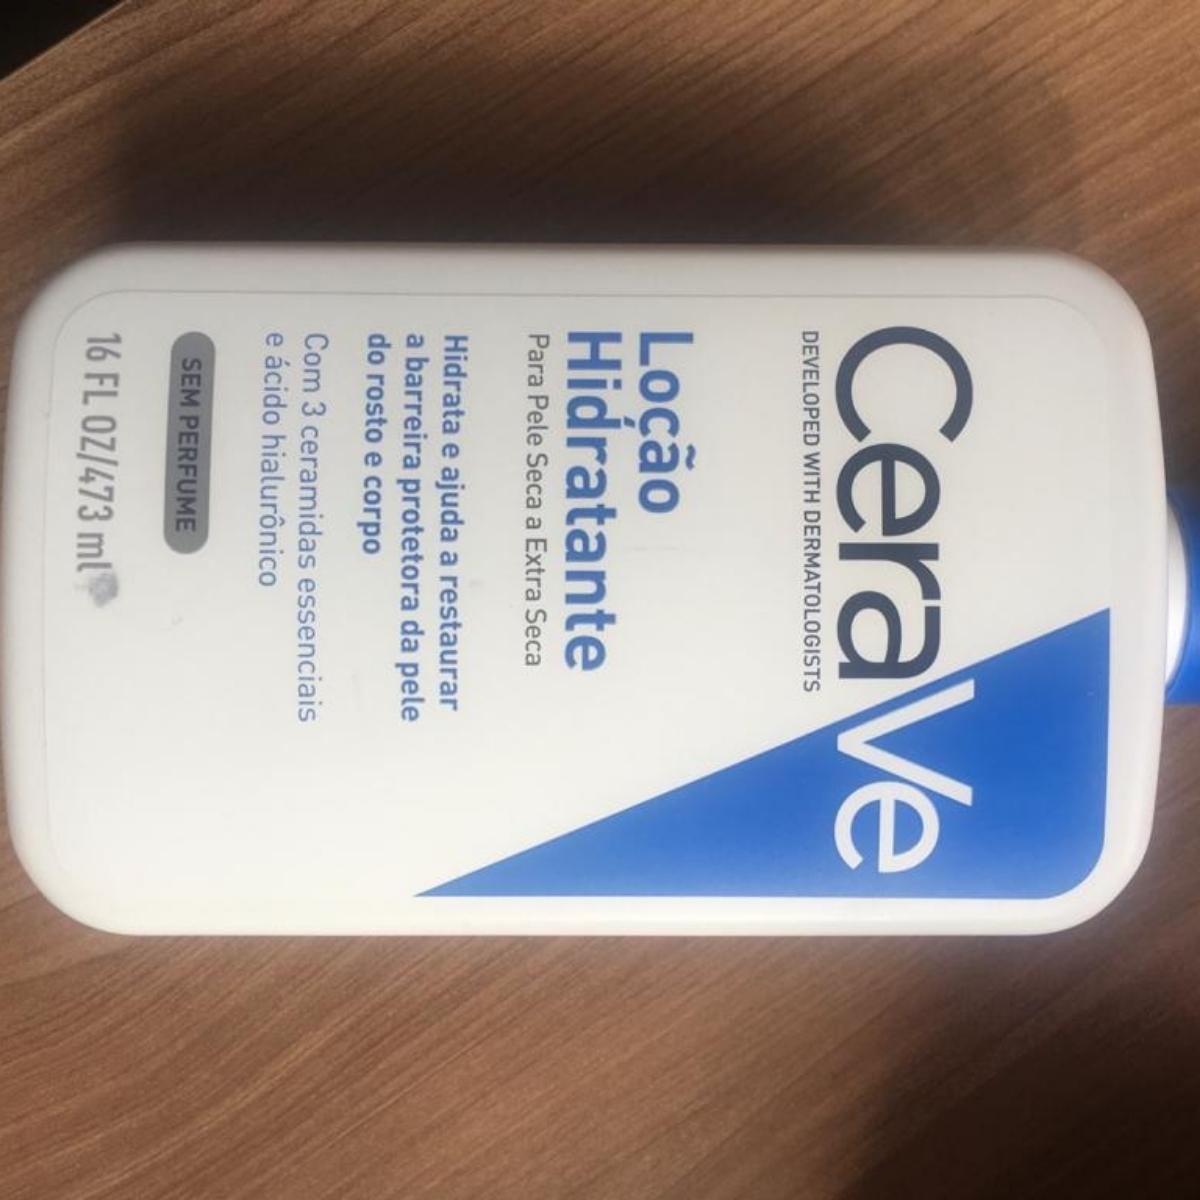 CeraVe
DEVELOPED WITH DERMATOLOGISTS
Loção
Hidratante
Para Pele Seca a Extra Seca
Hidrata e ajuda a restaurar
a barreira protetora da pele
do rosto e corpo
Com 3 ceramidas essenciais
e ácido hialurônico
SEM PERFUME
16 FL OZ/473 ml